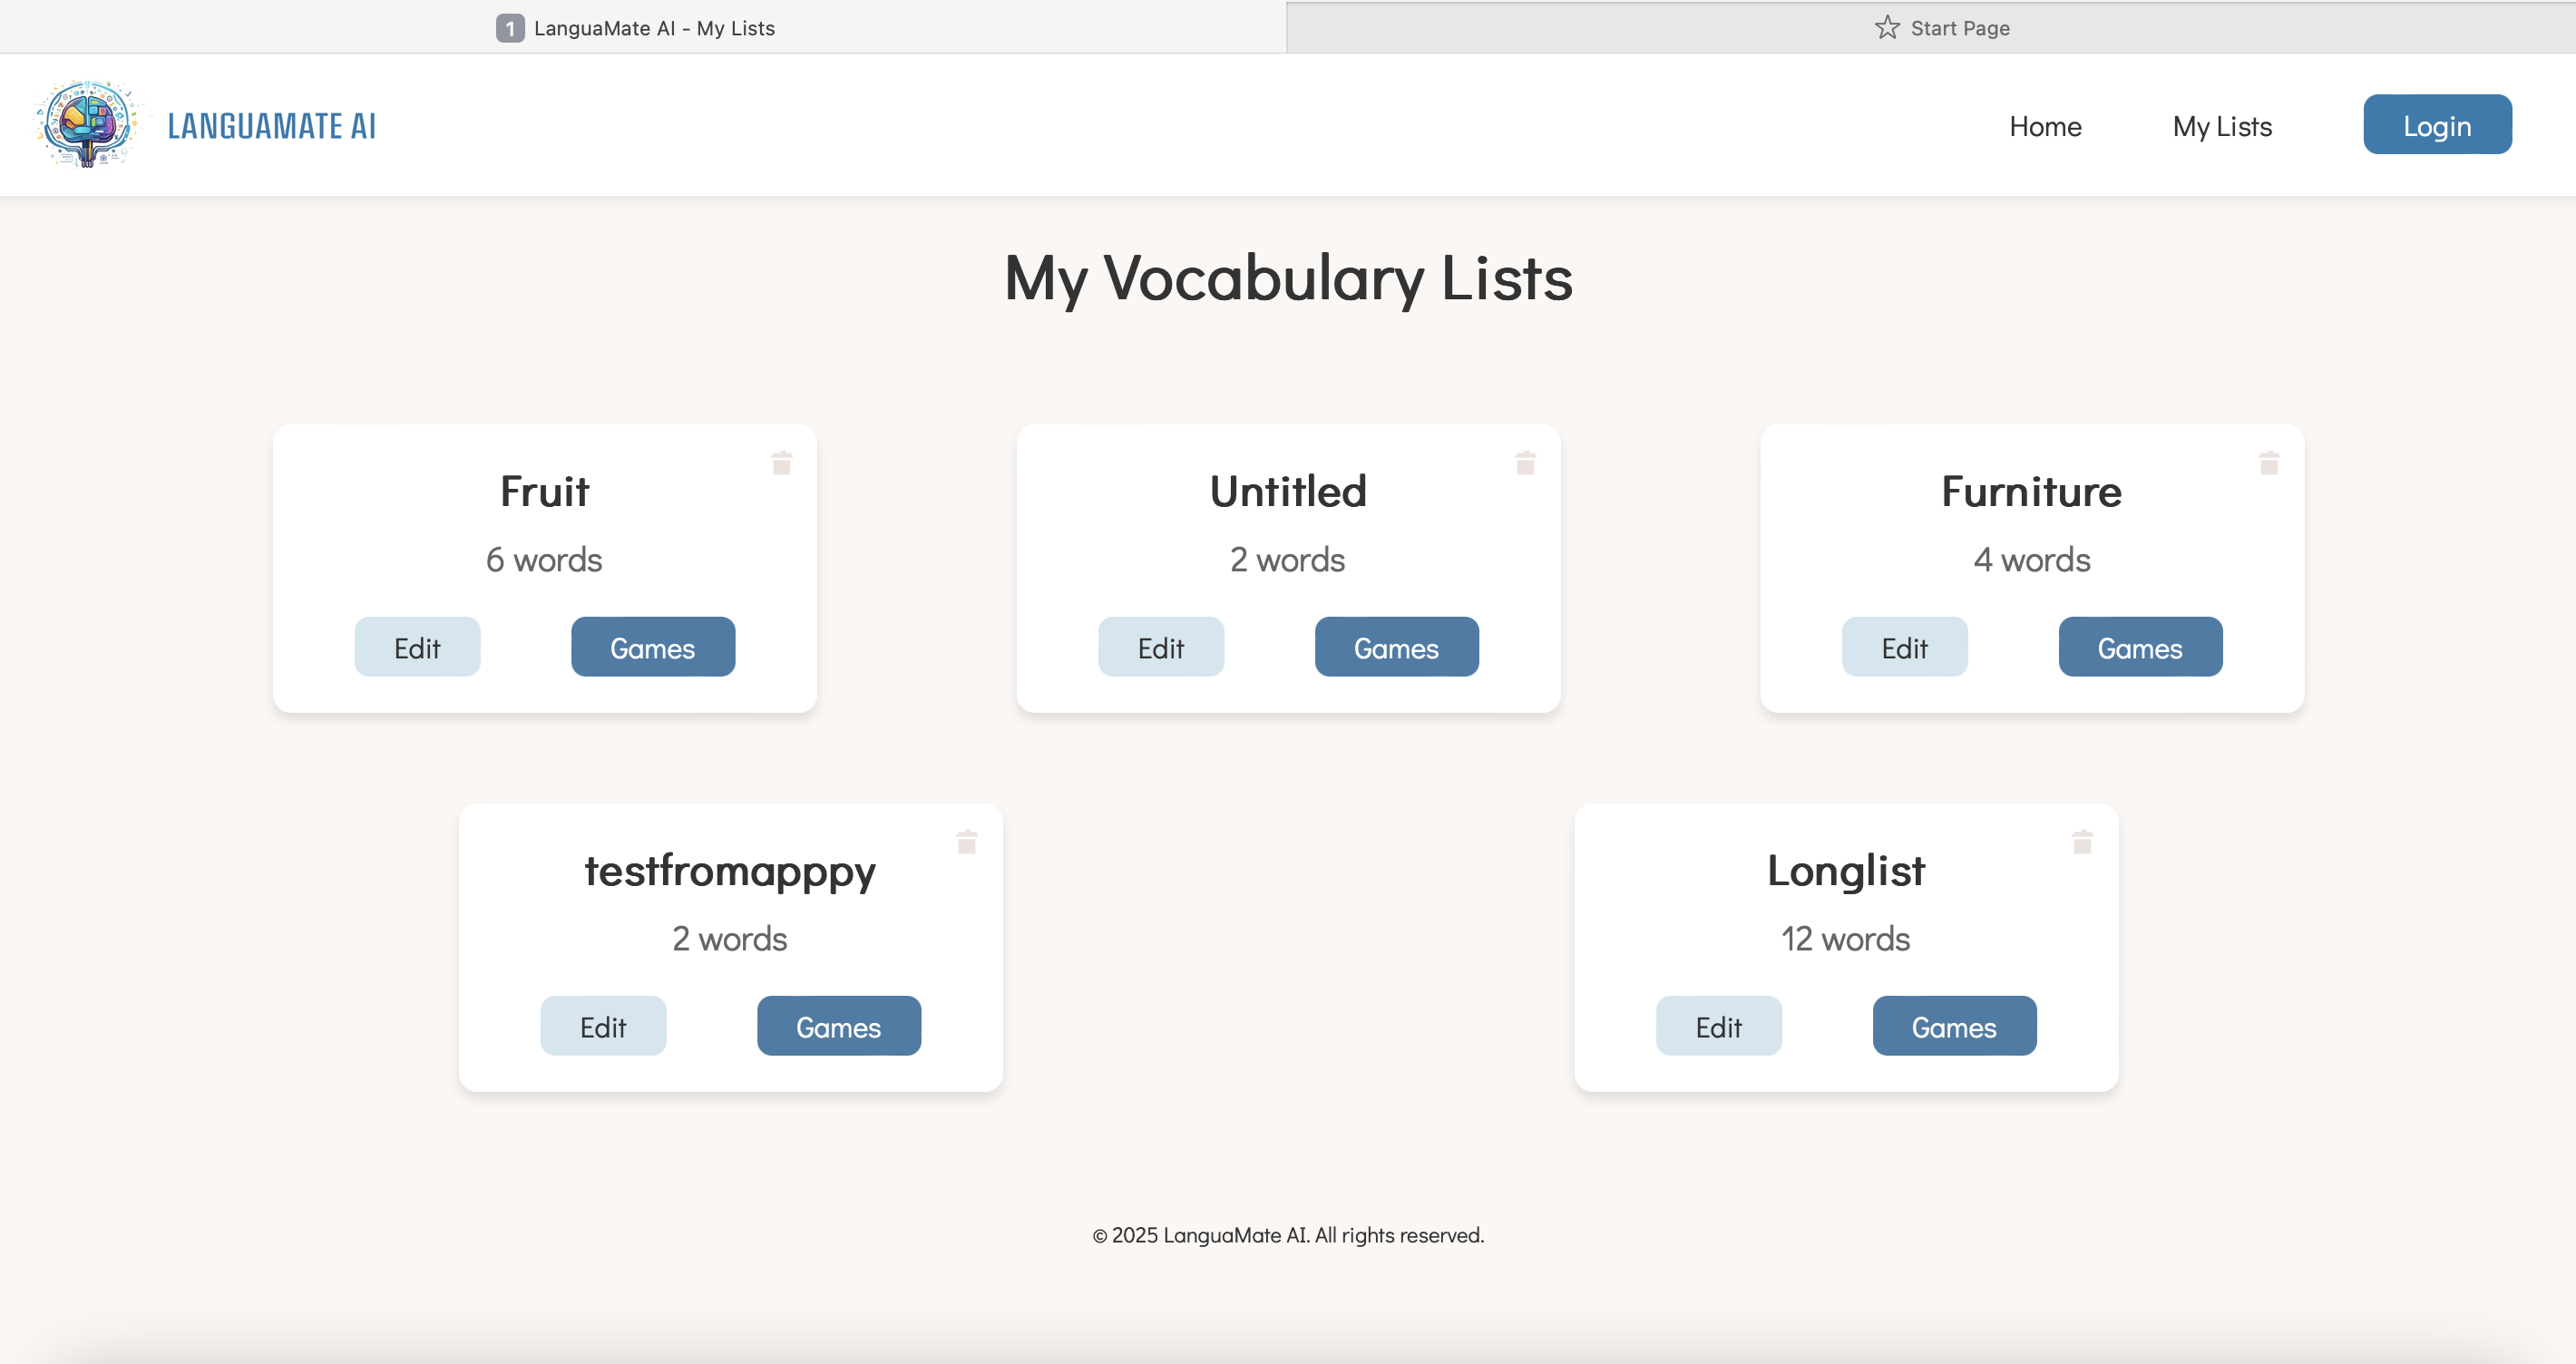 1 LanguaMate AI - My Lists
Start Page
LANGUAMATE AI
Home
My Lists
Login
My Vocabulary Lists
Fruit
6 words
Edit
Games
Untitled
2 words
Edit
Games
Furniture
4 words
Edit
Games
testfromapppy
2 words
Edit
Games
Longlist
12 words
Edit
Games
© 2025 LanguaMate AI. All rights reserved.